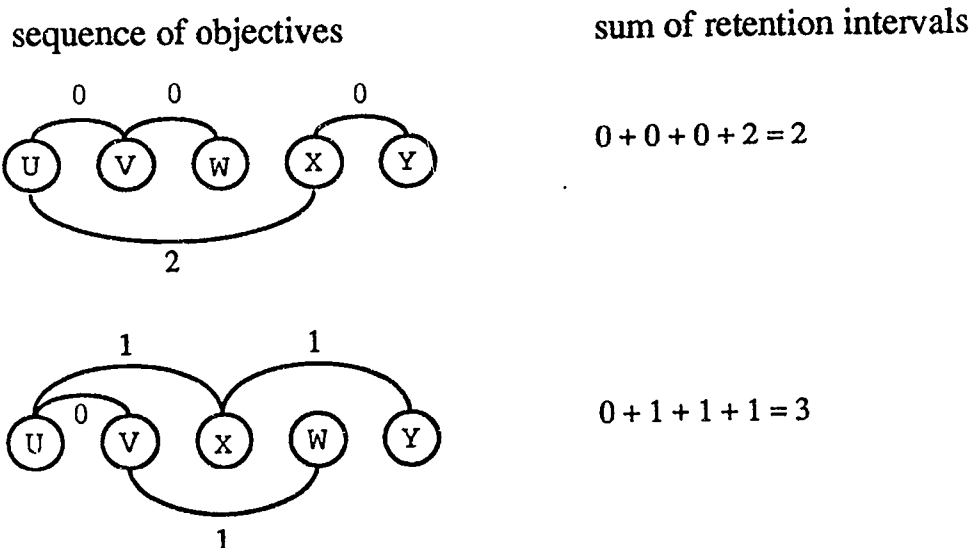 sequence of objectives
sum of retention intervals
0 0 0
U V W X Y
0 + 0 + 0 + 2 = 2
2
1 1
0
U V X W Y
0 + 1 + 1 + 1 = 3
1